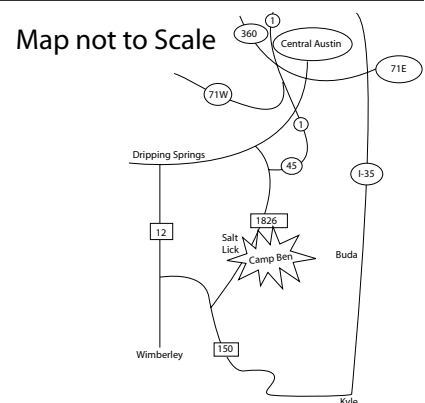 Map not to Scale
1
360
Central Austin
71E
71W
1
Dripping Springs
45
I-35
1826
12
Salt
Lick
Camp Ben
Buda
150
Wimberley
Kyle